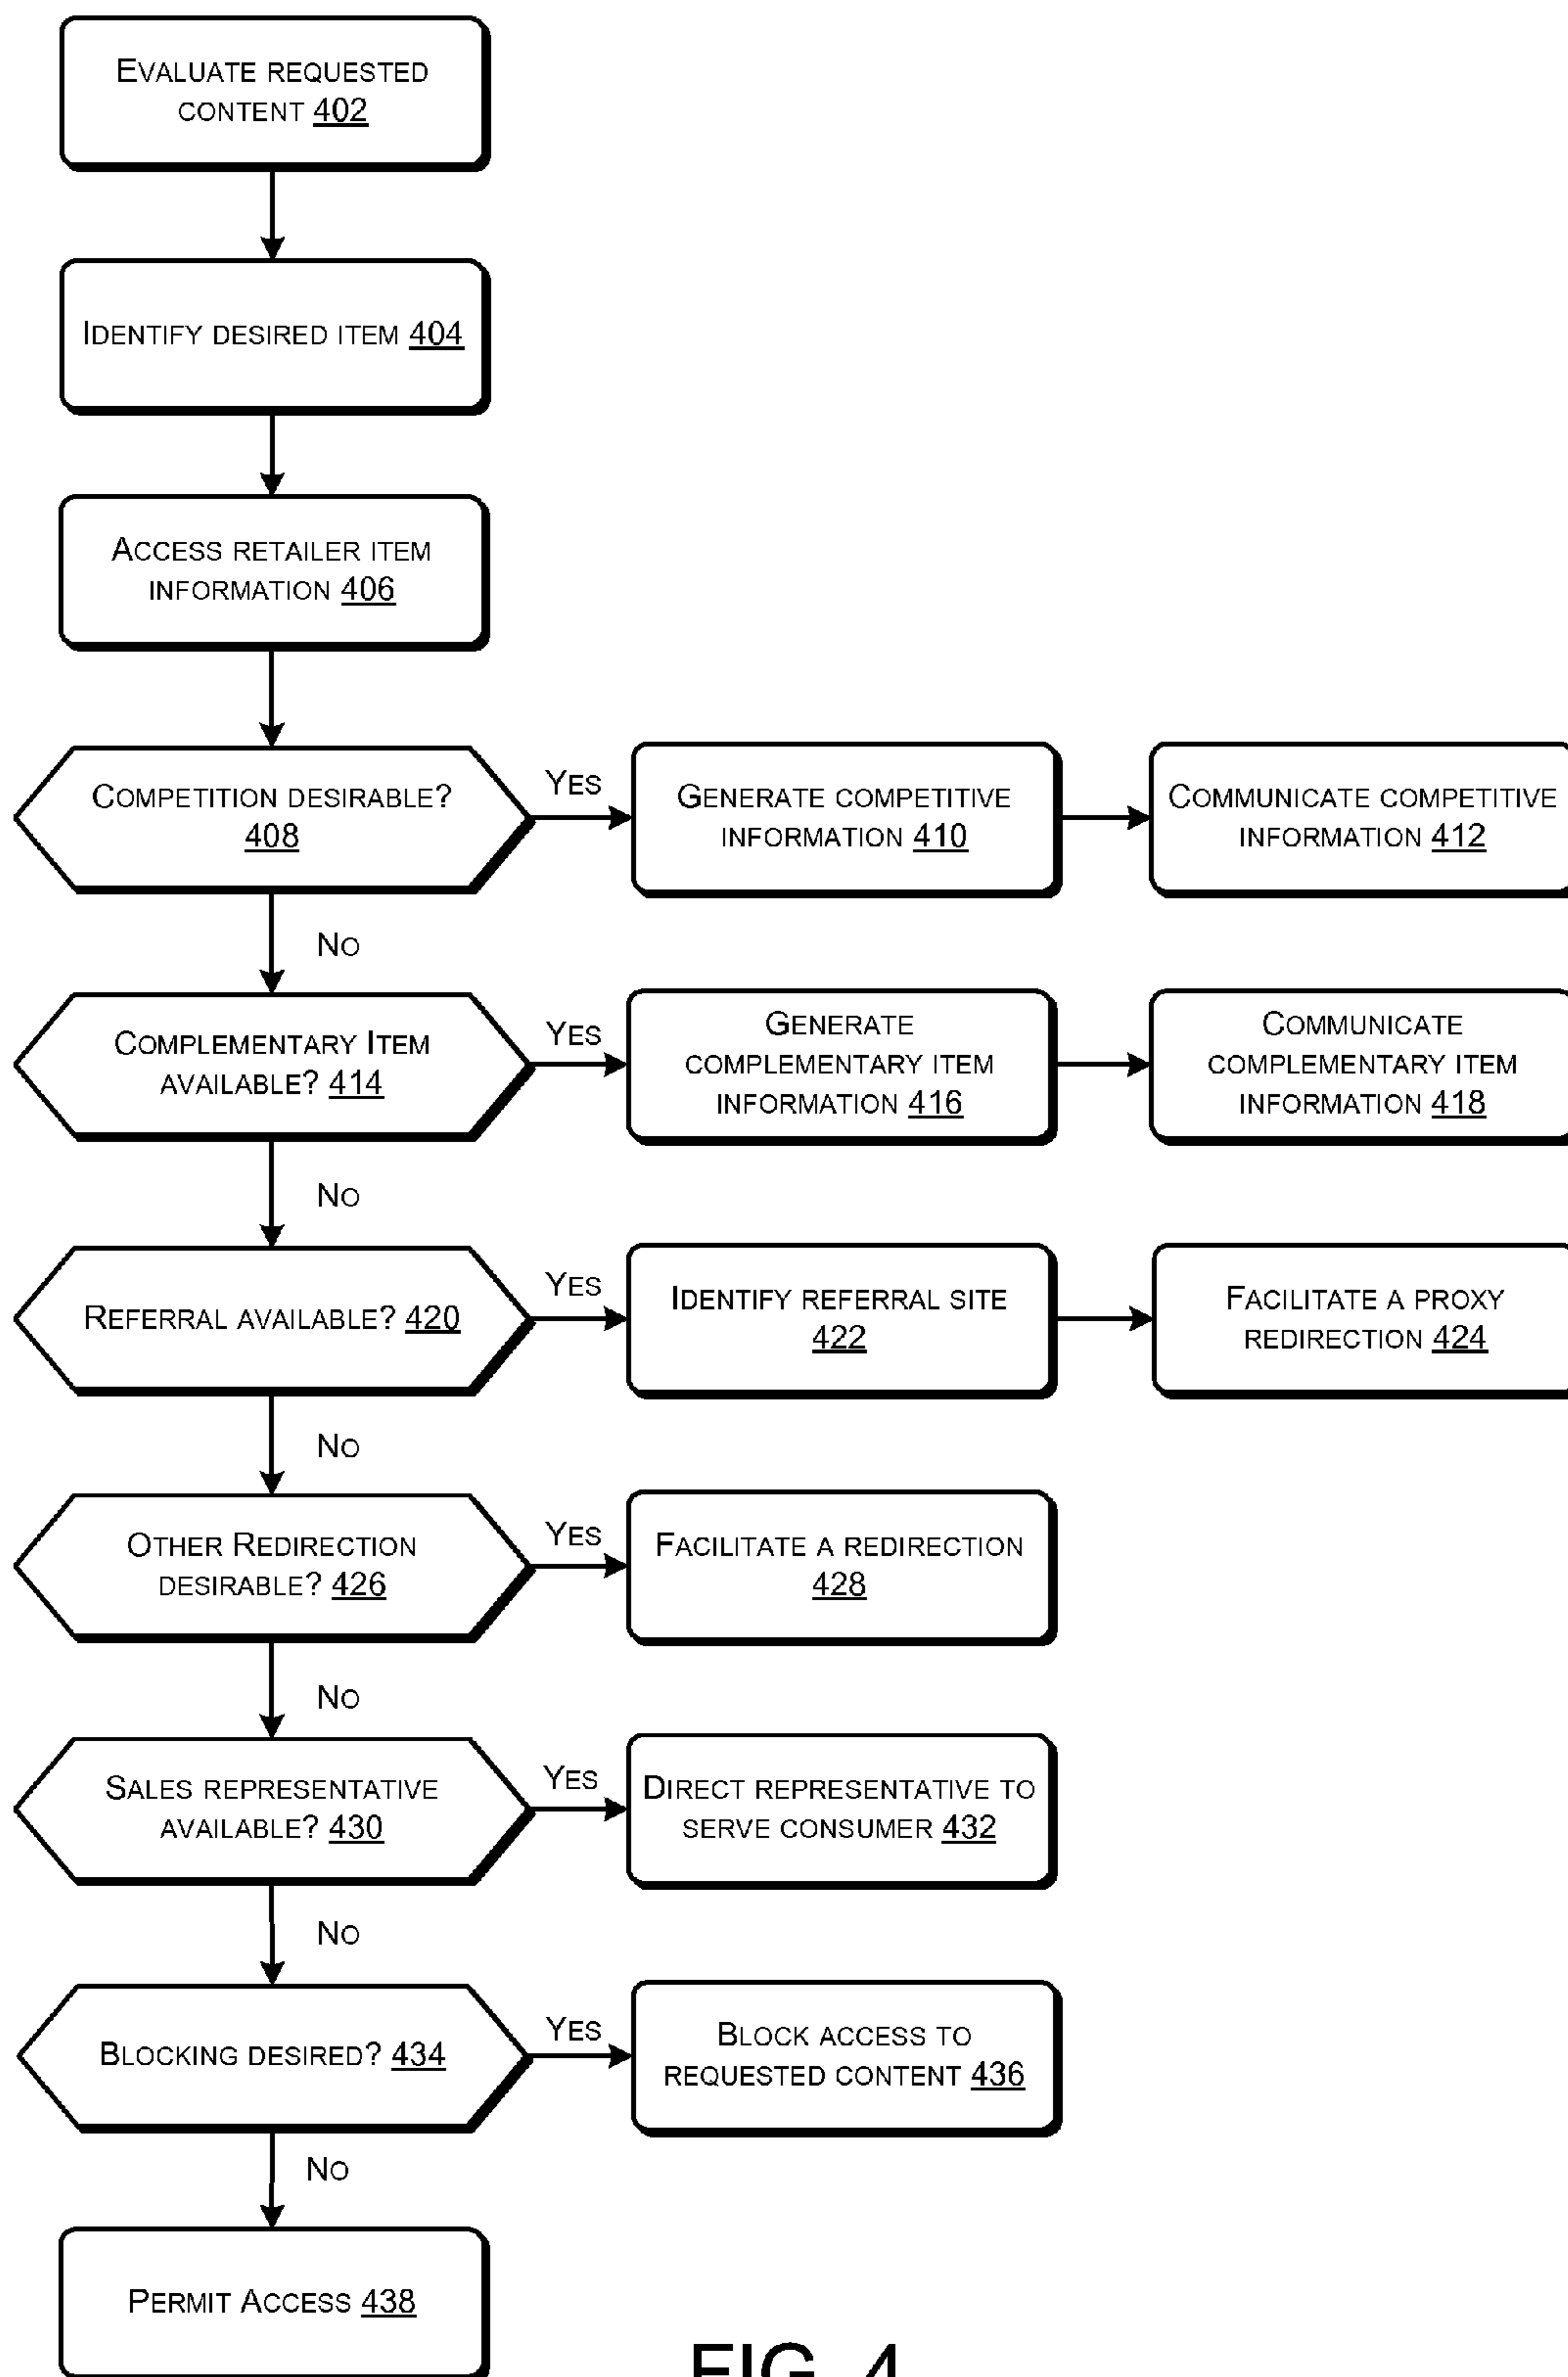 EVALUATE REQUESTED
CONTENT 402
IDENTIFY DESIRED ITEM 404
ACCESS RETAILER ITEM
INFORMATION 406
COMPETITION DESIRABLE?
408
YES
GENERATE COMPETITIVE
INFORMATION 410
COMMUNICATE COMPETITIVE
INFORMATION 412
NO
COMPLEMENTARY ITEM
AVAILABLE? 414
YES
GENERATE
COMPLEMENTARY ITEM
INFORMATION 416
COMMUNICATE
COMPLEMENTARY ITEM
INFORMATION 418
NO
REFERRAL AVAILABLE? 420
YES
IDENTIFY REFERRAL SITE
422
FACILITATE A PROXY
REDIRECTION 424
NO
OTHER REDIRECTION
DESIRABLE? 426
YES
FACILITATE A REDIRECTION
428
NO
SALES REPRESENTATIVE
AVAILABLE? 430
YES
DIRECT REPRESENTATIVE TO
SERVE CONSUMER 432
NO
BLOCKING DESIRED? 434
YES
BLOCK ACCESS TO
REQUESTED CONTENT 436
NO
PERMIT ACCESS 438
FIG. 4